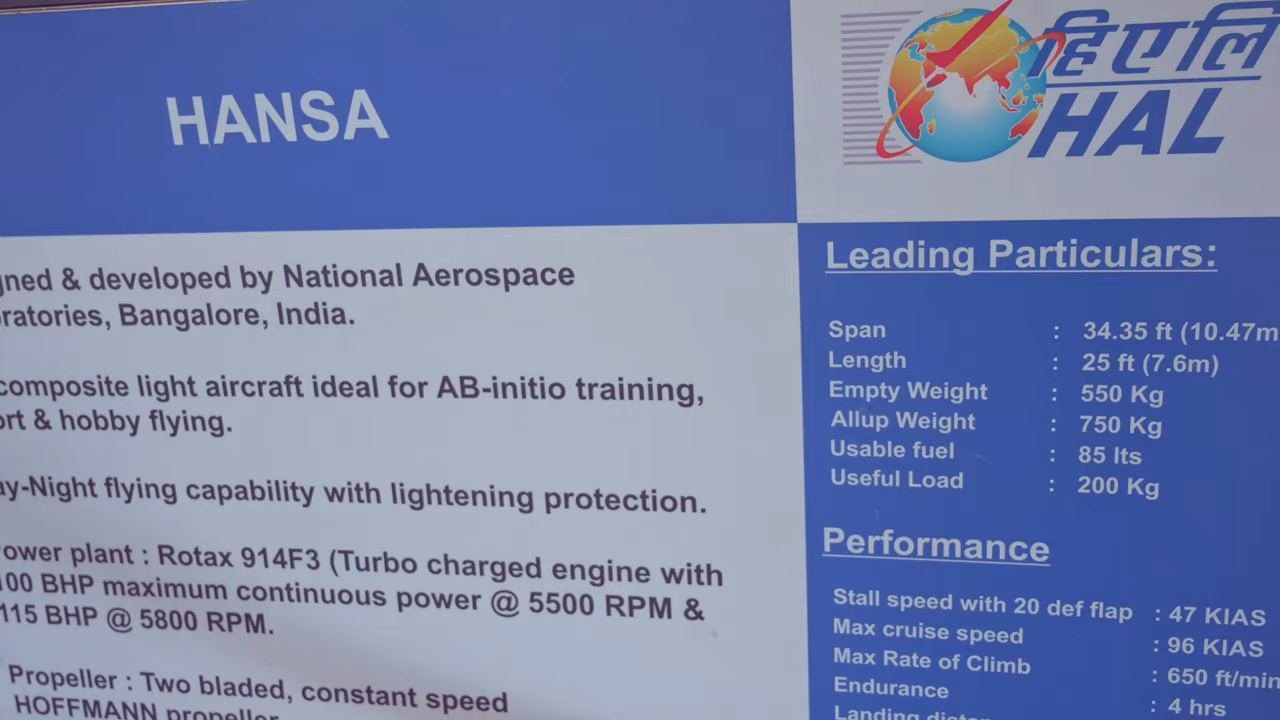 HANSA
हिएलि
HAL
gned & developed by National Aerospace
ratories, Bangalore, India.
composite light aircraft ideal for AB-initio training,
ort & hobby flying.
ay-Night flying capability with lightening protection.
ower plant : Rotax 914F3 (Turbo charged engine with
100 BHP maximum continuous power @ 5500 RPM &
115 BHP @ 5800 RPM.
Propeller : Two bladed, constant speed
HOFFMANN propeller
Leading Particulars:
Span : 34.35 ft (10.47m
Length : 25 ft (7.6m)
Empty Weight : 550 Kg
Allup Weight : 750 Kg
Usable fuel : 85 lts
Useful Load : 200 Kg
Performance
Stall speed with 20 def flap : 47 KIAS
Max cruise speed : 96 KIAS
Max Rate of Climb : 650 ft/min
Endurance : 4 hrs
Landing